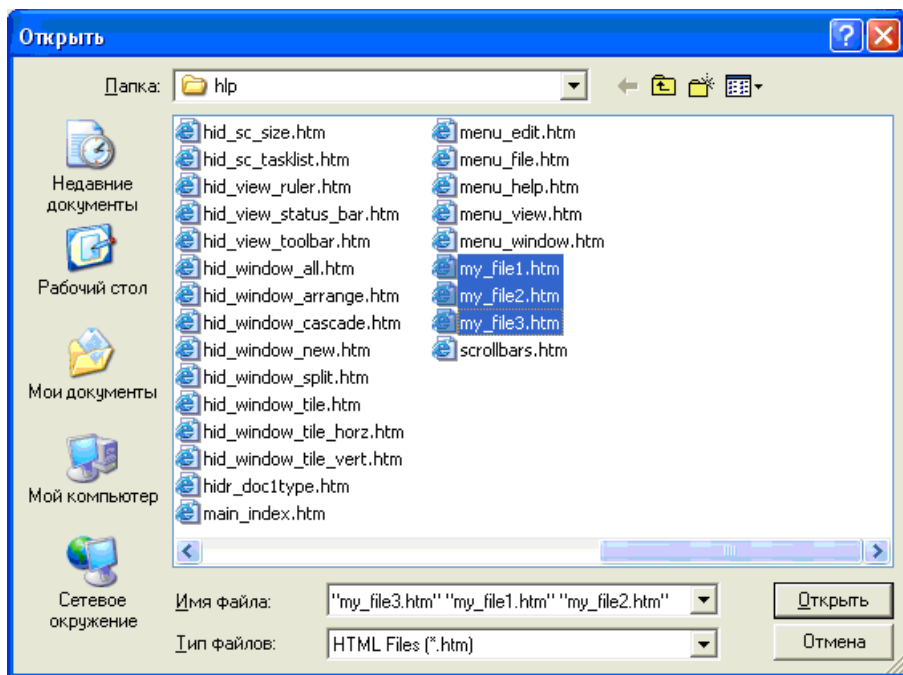 Открыть
Папка: hlp
Недавние документы
Рабочий стол
Мои документы
Мой компьютер
Сетевое окружение
hid_sc_size.htm
hid_sc_tasklist.htm
hid_view_ruler.htm
hid_view_status_bar.htm
hid_view_toolbar.htm
hid_window_all.htm
hid_window_arrange.htm
hid_window_cascade.htm
hid_window_new.htm
hid_window_split.htm
hid_window_tile.htm
hid_window_tile_horz.htm
hid_window_tile_vert.htm
hidr_doc1type.htm
main_index.htm
menu_edit.htm
menu_file.htm
menu_help.htm
menu_view.htm
menu_window.htm
my_file1.htm
my_file2.htm
my_file3.htm
scrollbars.htm
Имя файла: "my_file3.htm" "my_file1.htm" "my_file2.htm" Открыть
Тип файлов: HTML Files (*.htm) Отмена